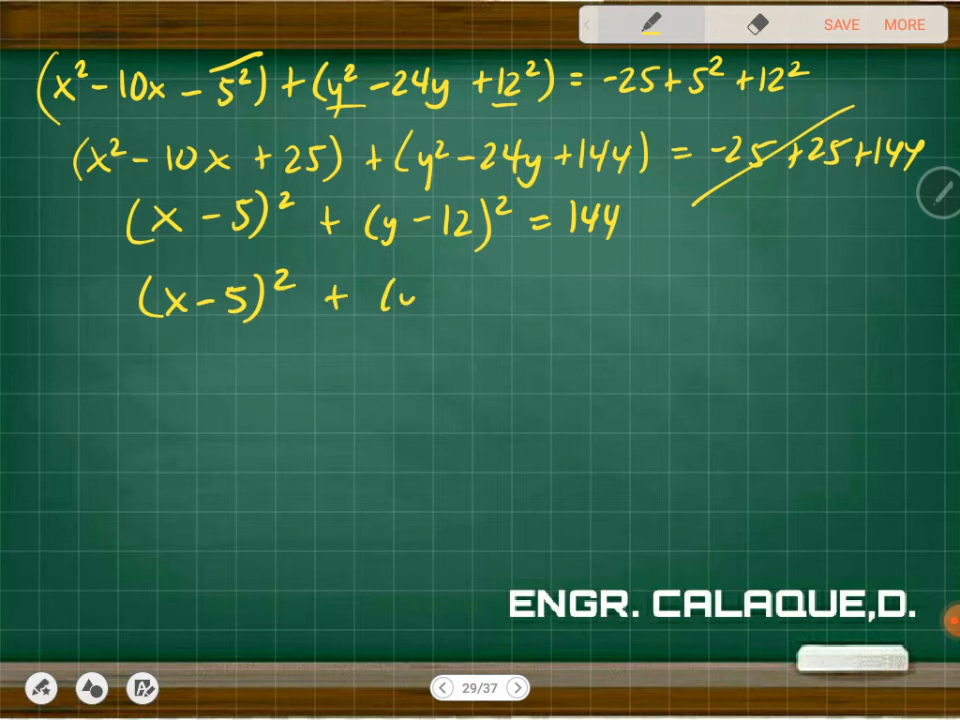 SAVE MORE
(x² - 10x - 5²) + (y² - 24y + 12²) = -25 + 5² + 12²
(x² - 10x + 25) + (y² - 24y + 144) = -25 + 25 + 144
(x - 5)² + (y - 12)² = 144
(x - 5)² + (
ENGR. CALAQUE,D.
29/37